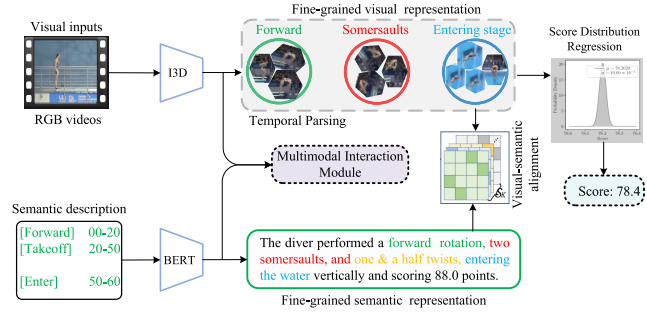 Fine-grained visual representation
Visual inputs
Forward
Somersaults
Entering stage
Score Distribution
Regression
I3D
RGB videos
Temporal Parsing
Multimodal Interaction
Module
Visual-semantic
alignment
Score
Score: 78.4
Semantic description
[Forward] 00-20
[Takeoff] 20-50
[Enter] 50-60
BERT
The diver performed a forward rotation, two
somersaults, and one & a half twists, entering
the water vertically and scoring 88.0 points.
Fine-grained semantic representation